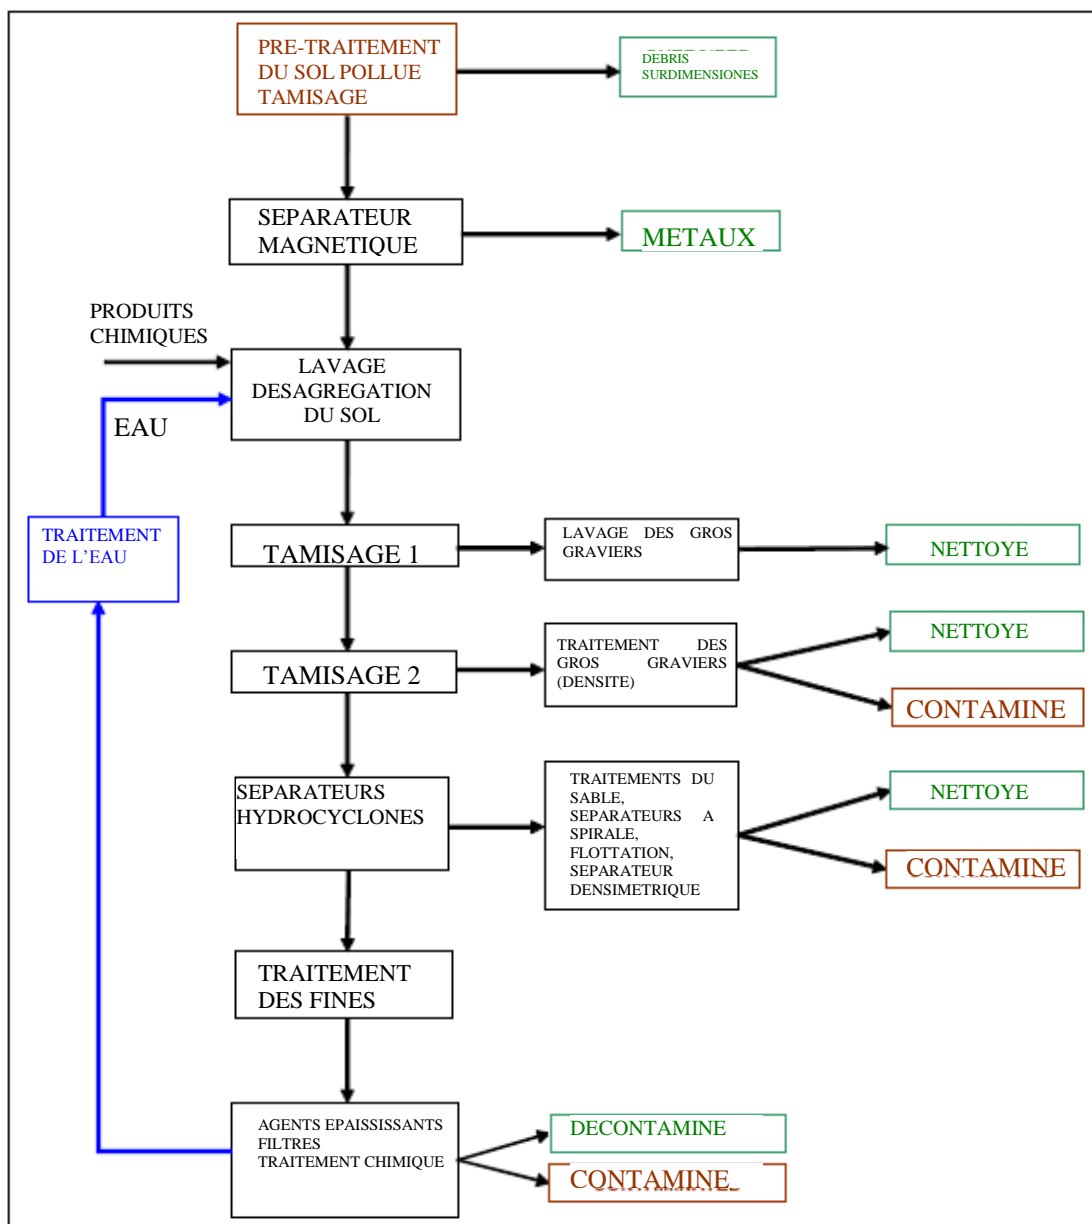 PRE-TRAITEMENT
DU SOL POLLUE
TAMISAGE
DEBRIS
SURDIMENSIONES
SEPARATEUR
MAGNETIQUE
METAUX
PRODUITS
CHIMIQUES
LAVAGE
DESAGREGATION
DU SOL
EAU
TRAITEMENT
DE L'EAU
TAMISAGE 1
LAVAGE DES GROS
GRAVIERS
NETTOYE
TAMISAGE 2
TRAITEMENT DES
GROS GRAVIERS
(DENSITE)
NETTOYE
CONTAMINE
SEPARATEURS
HYDROCYCLONES
TRAITEMENTS DU
SABLE,
SEPARATEURS A
SPIRALE,
FLOTTATION,
SEPARATEUR
DENSIMETRIQUE
NETTOYE
CONTAMINE
TRAITEMENT
DES FINES
AGENTS EPAISSISSANTS
FILTRES
TRAITEMENT CHIMIQUE
DECONTAMINE
CONTAMINE